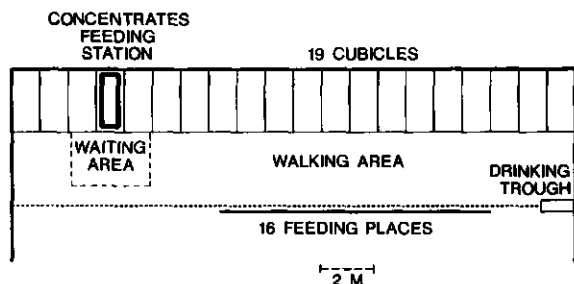 CONCENTRATES
FEEDING
STATION
19 CUBICLES
WAITING
AREA
WALKING AREA
DRINKING
TROUGH
16 FEEDING PLACES
2 M